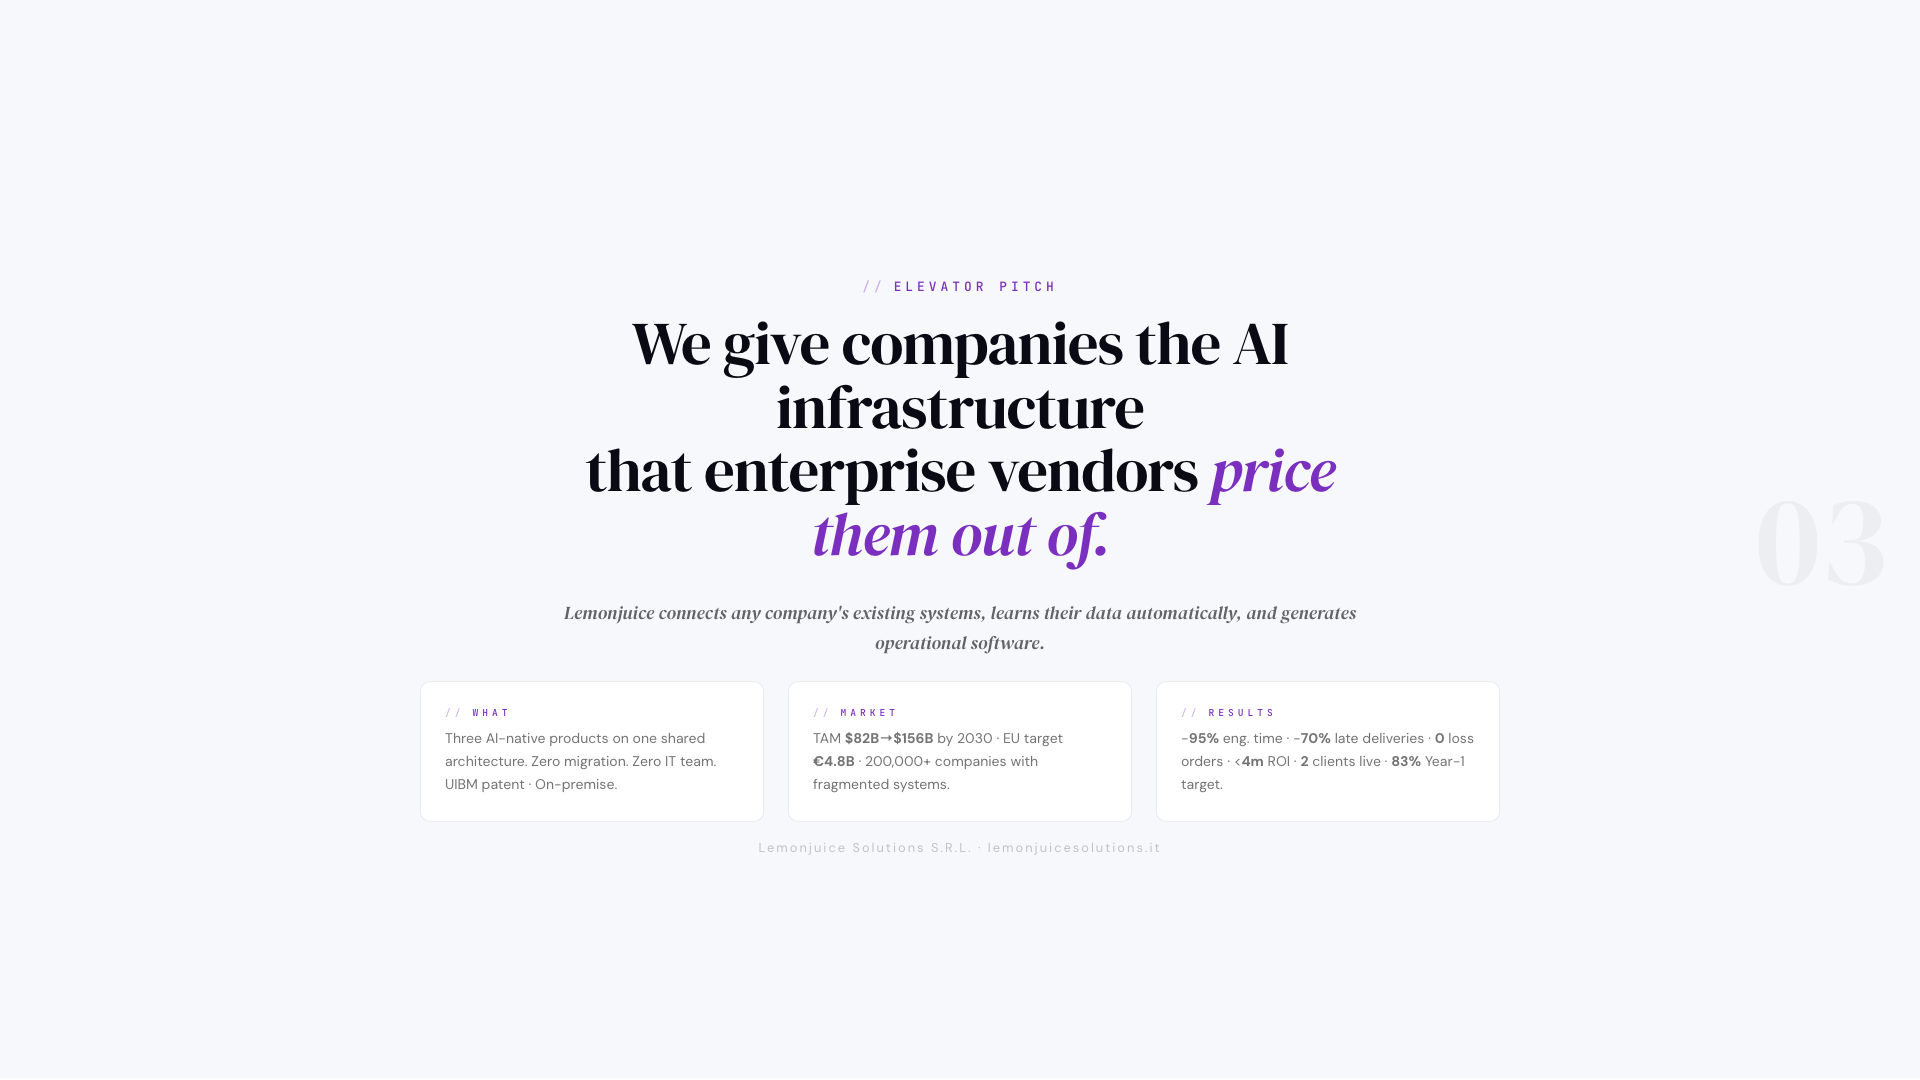 // ELEVATOR PITCH
We give companies the AI
infrastructure
that enterprise vendors price
them out of.
03
Lemonjuice connects any company's existing systems, learns their data automatically, and generates
operational software.
// WHAT
Three AI-native products on one shared
architecture. Zero migration. Zero IT team.
UIBM patent · On-premise.
// MARKET
TAM $82B→$156B by 2030 · EU target
€4.8B · 200,000+ companies with
fragmented systems.
// RESULTS
-95% eng. time · -70% late deliveries · 0 loss
orders · <4m ROI · 2 clients live · 83% Year-1
target.
Lemonjuice Solutions S.R.L. · lemonjuicesolutions.it